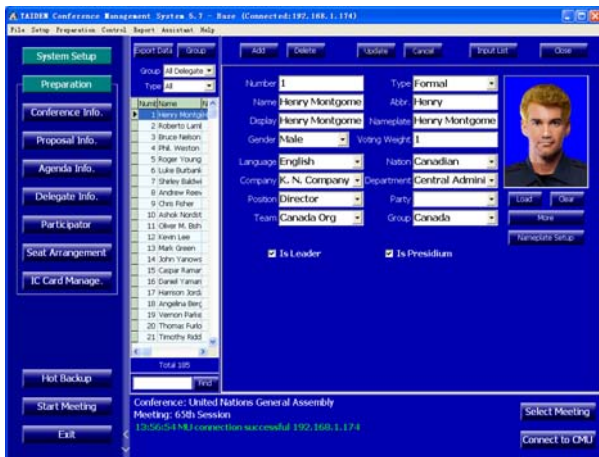 TAIDEN Conference Management System 5.7 - Base (Connected:192.168.1.174)
File Setup Preparation Control Report Assistant Help
System Setup
Preparation
Conference Info.
Proposal Info.
Agenda Info.
Delegate Info.
Participator
Seat Arrangement
IC Card Manage.
Hot Backup
Start Meeting
Exit
Export Data Group
Group All Delegate
Type All
Numb Name
1 Henry Montgo
2 Roberto Lamb
3 Bruce Nelson
4 Phil. Weston
5 Roger Young
6 Luke Burbank
7 Shirley Baldwi
8 Andrew Reev
9 Chris Fisher
10 Ashok Nordst
11 Oliver M. Bish
12 Kevin Lee
13 Mark Green
14 John Yanows
15 Caspar Ramar
16 Daniel Yaman
17 Harrison Jord
18 Angelina Berg
19 Vernon Parke
20 Thomas Furlo
21 Timothy Ridd
Total 185
Find
Add Delete Update Cancel Input List Close
Number 1 Type Formal
Name Henry Montgome Abbr. Henry
Display Henry Montgome Nameplate Henry Montgome
Gender Male Voting Weight 1
Language English Nation Canadian
Company K. N. Company Department Central Admini
Position Director Party
Team Canada Org Group Canada
Is Leader Is Presidium
Load Clear
More
Nameplate Setup
Conference: United Nations General Assembly
Meeting: 65th Session
13:56:54 MU connection successful 192.168.1.174
Select Meeting
Connect to CMU